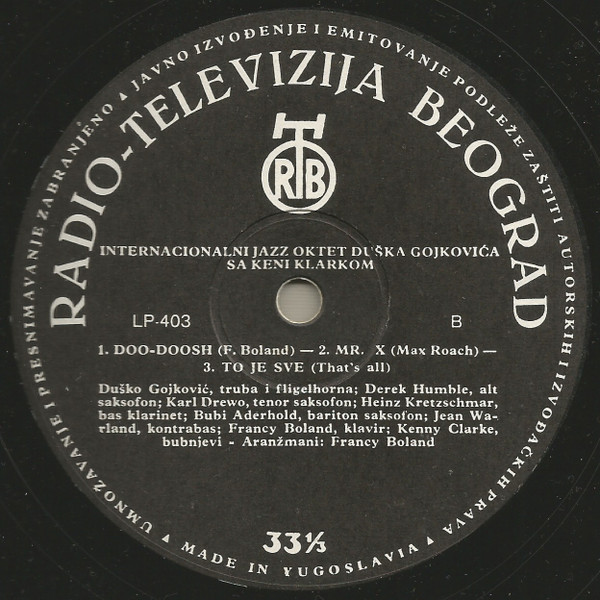 UMNOŽAVANJE I PRESNIMAVANJE ZABRANJENO ▲ JAVNO IZVOĐENJE I EMITOVANJE PODLEŽE ZAŠTITI AUTORSKIH I IZVOĐAČKIH PRAVA ▲
RADIO-TELEVIZIJA BEOGRAD
RTB
INTERNACIONALNI JAZZ OKTET DUŠKA GOJKOVIĆA
SA KENI KLARKOM
LP-403 B
1. DOO-DOOSH (F. Boland) — 2. MR. X (Max Roach) —
3. TO JE SVE (That's all)
Duško Gojković, truba i fligelhorna; Derek Humble, alt
saksofon; Karl Drewo, tenor saksofon; Heinz Kretzschmar,
bas klarinet; Bubi Aderhold, bariton saksofon; Jean Wa-
rland, kontrabas; Francy Boland, klavir; Kenny Clarke,
bubnjevi - Aranžmani: Francy Boland
33⅓
▲ MADE IN YUGOSLAVIA